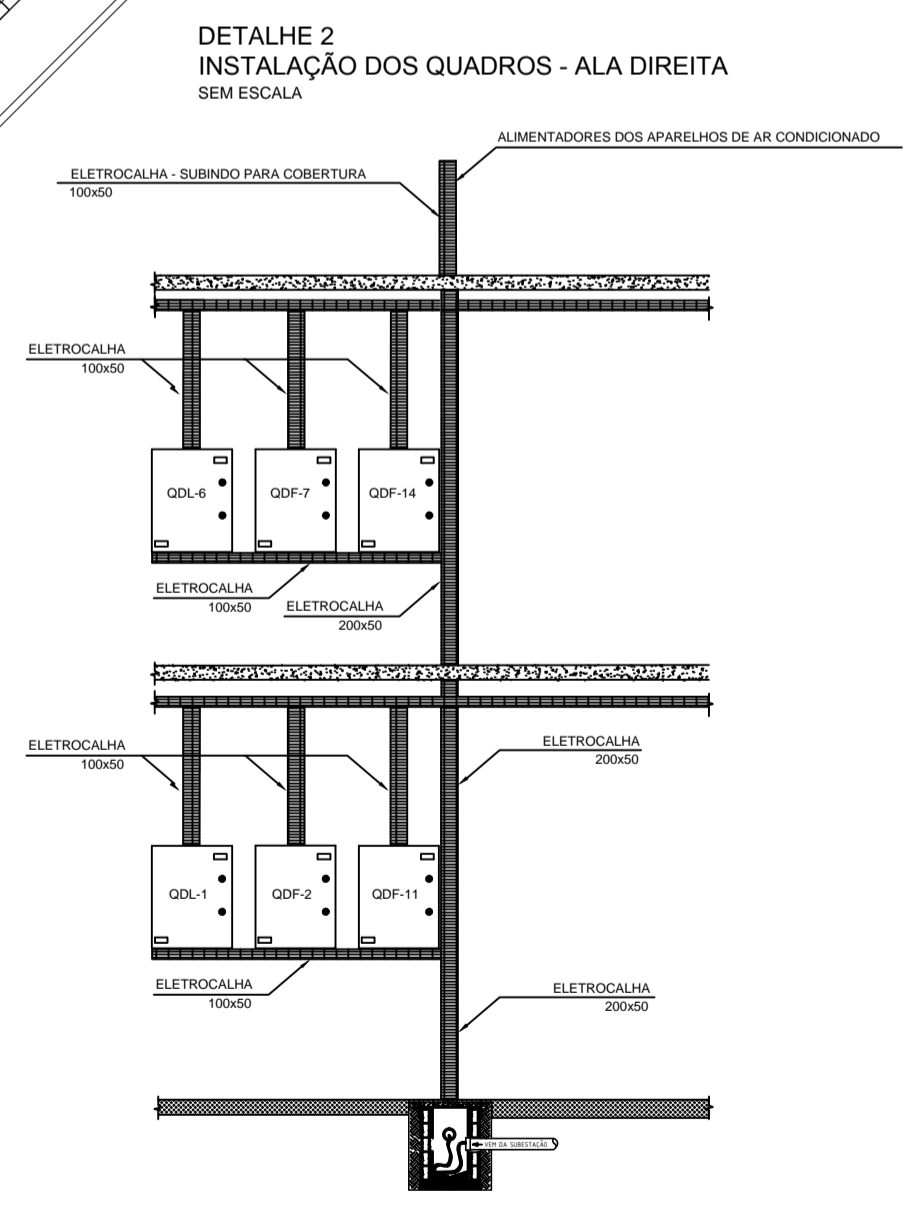 DETALHE 2
INSTALAÇÃO DOS QUADROS - ALA DIREITA
SEM ESCALA
ALIMENTADORES DOS APARELHOS DE AR CONDICIONADO
ELETROCALHA - SUBINDO PARA COBERTURA
100x50
ELETROCALHA
100x50
QDL-6
QDF-7
QDF-14
ELETROCALHA
100x50
ELETROCALHA
200x50
ELETROCALHA
100x50
ELETROCALHA
200x50
QDL-1
QDF-2
QDF-11
ELETROCALHA
100x50
ELETROCALHA
200x50
VEM DA SUBESTAÇÃO